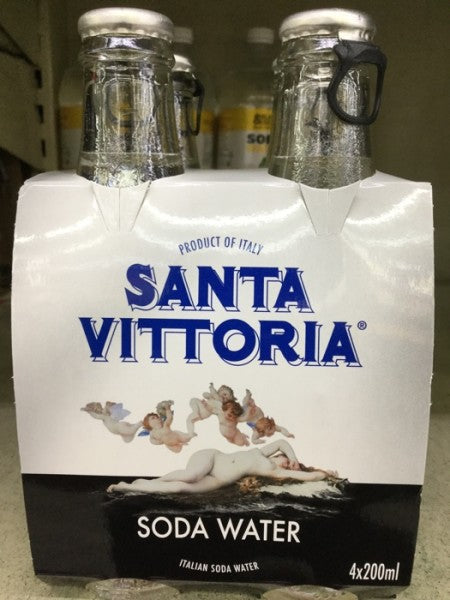 PRODUCT OF ITALY
SANTA
VITTORIA®
SODA WATER
ITALIAN SODA WATER
4x200ml